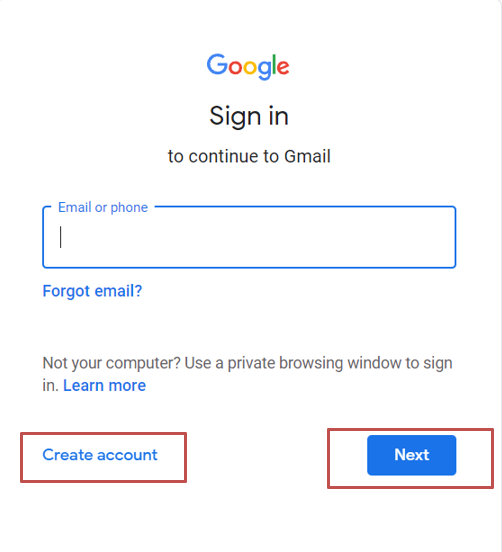 Google
Sign in
to continue to Gmail
Email or phone
Forgot email?
Not your computer? Use a private browsing window to sign
in. Learn more
Create account
Next